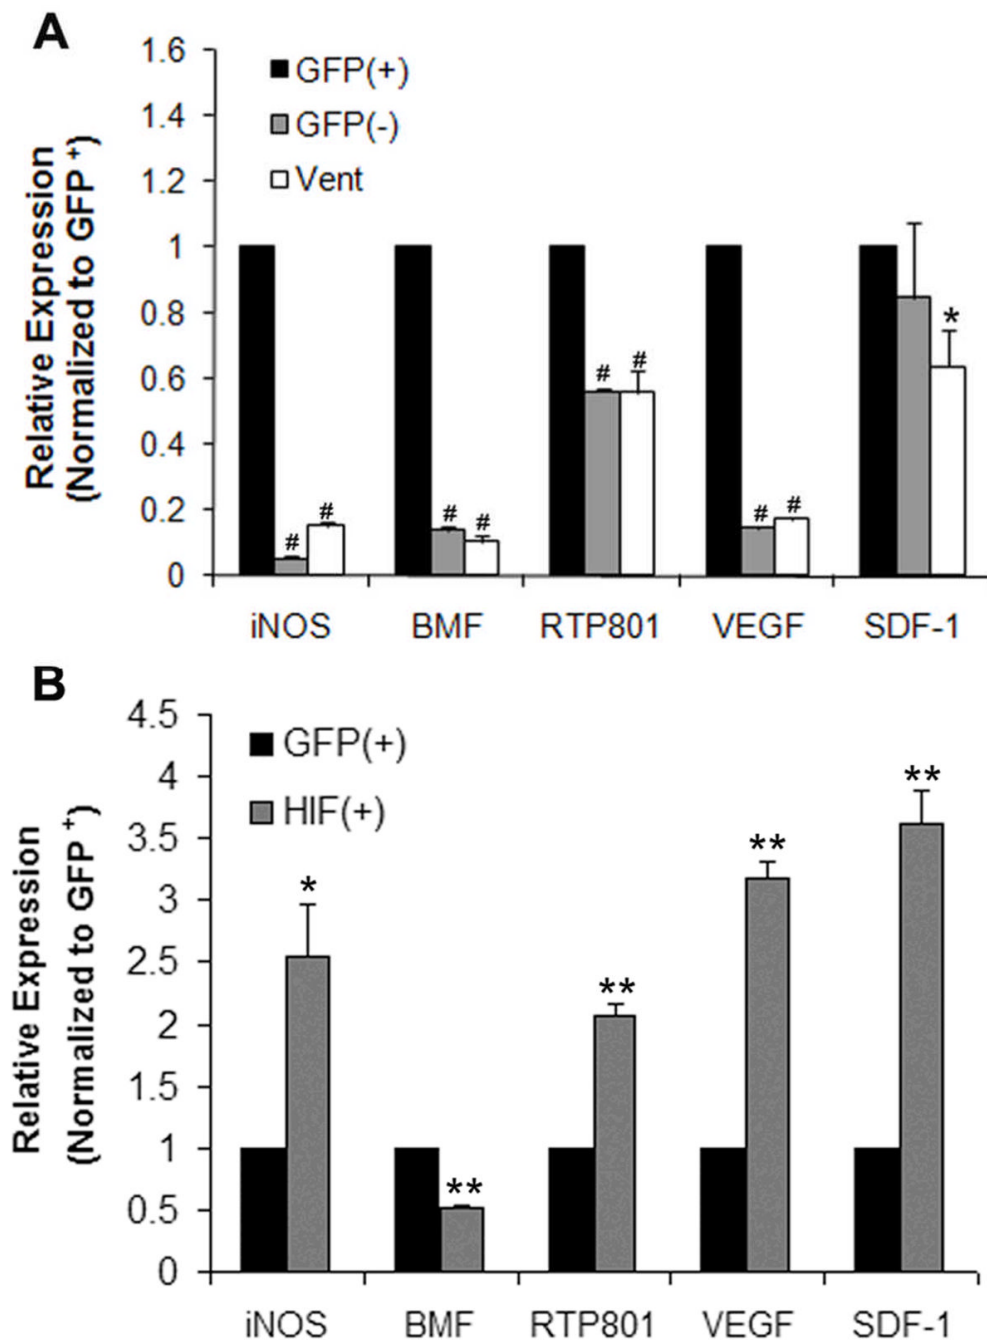 A
Relative Expression
(Normalized to GFP⁺)
1.6
1.4
1.2
1
0.8
0.6
0.4
0.2
0
GFP(+)
GFP(-)
Vent
# # # # # # # # *
iNOS BMF RTP801 VEGF SDF-1
B
Relative Expression
(Normalized to GFP⁺)
4.5
4
3.5
3
2.5
2
1.5
1
0.5
0
GFP(+)
HIF(+)
* ** ** ** **
iNOS BMF RTP801 VEGF SDF-1